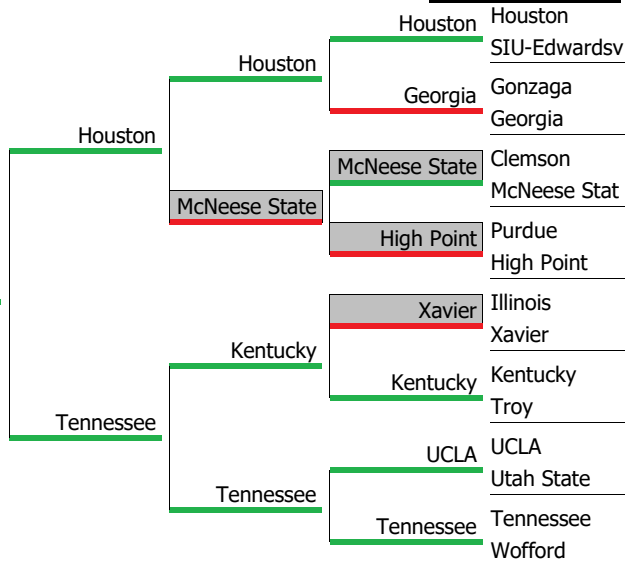 Houston
SIU-Edwardsv
Gonzaga
Georgia
Clemson
McNeese Stat
Purdue
High Point
Illinois
Xavier
Kentucky
Troy
UCLA
Utah State
Tennessee
Wofford
Houston
Georgia
McNeese State
High Point
Xavier
Kentucky
UCLA
Tennessee
Houston
McNeese State
Kentucky
Tennessee
Houston
Tennessee